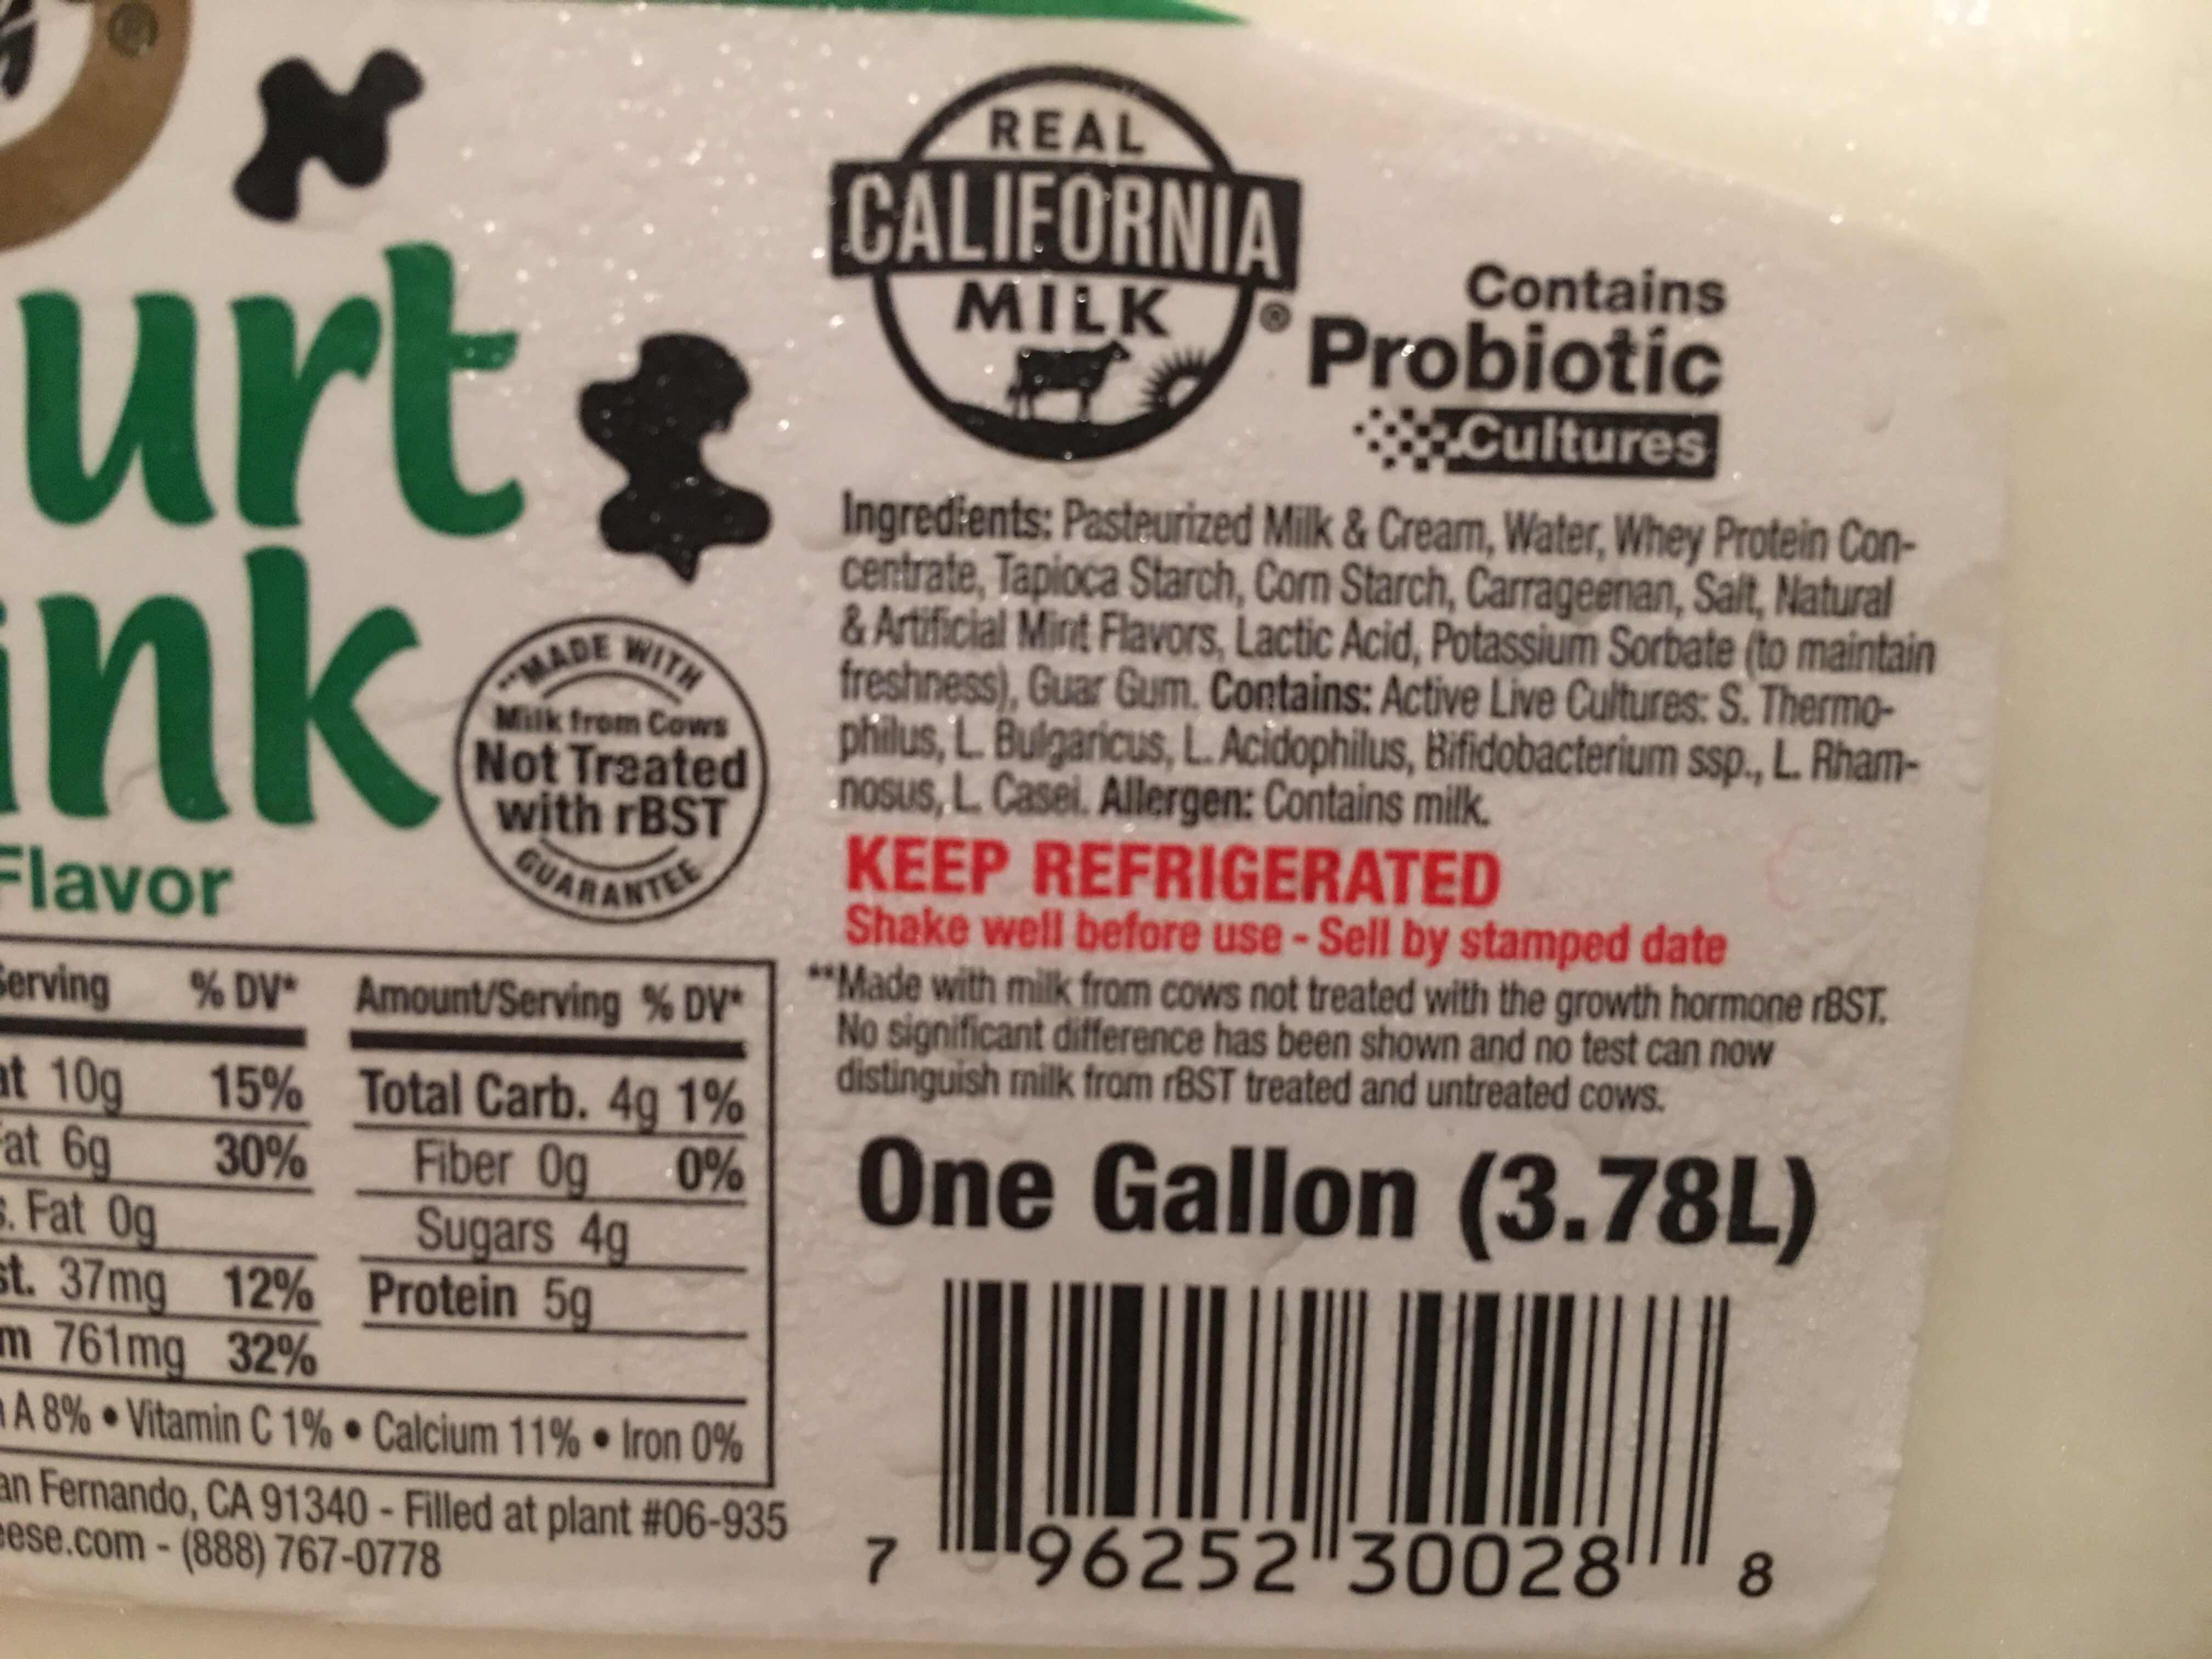 ®
urt
ink
Flavor
**MADE WITH
Milk from Cows
Not Treated
with rBST
GUARANTEE
REAL
CALIFORNIA
MILK
®
Contains
Probiotic
Cultures
Ingredients: Pasteurized Milk & Cream, Water, Whey Protein Con-
centrate, Tapioca Starch, Corn Starch, Carrageenan, Salt, Natural
& Artificial Mint Flavors, Lactic Acid, Potassium Sorbate (to maintain
freshness), Guar Gum. Contains: Active Live Cultures: S. Thermo-
philus, L. Bulgaricus, L. Acidophilus, Bifidobacterium ssp., L. Rham-
nosus, L. Casei. Allergen: Contains milk.
KEEP REFRIGERATED
Shake well before use - Sell by stamped date
**Made with milk from cows not treated with the growth hormone rBST.
No significant difference has been shown and no test can now
distinguish milk from rBST treated and untreated cows.
One Gallon (3.78L)
7 96252 30028 8
Serving % DV* Amount/Serving % DV*
at 10g 15% Total Carb. 4g 1%
Fat 6g 30% Fiber 0g 0%
s. Fat 0g Sugars 4g
st. 37mg 12% Protein 5g
m 761mg 32%
A 8% • Vitamin C 1% • Calcium 11% • Iron 0%
an Fernando, CA 91340 - Filled at plant #06-935
eese.com - (888) 767-0778